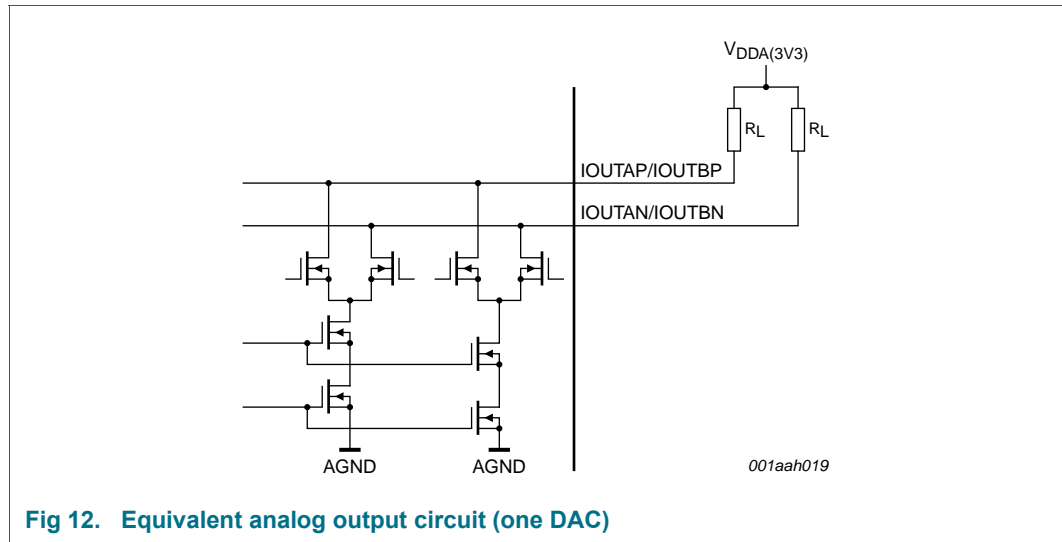 VDDA(3V3)
RL RL
IOUTAP/IOUTBP
IOUTAN/IOUTBN
AGND AGND
001aah019
Fig 12. Equivalent analog output circuit (one DAC)